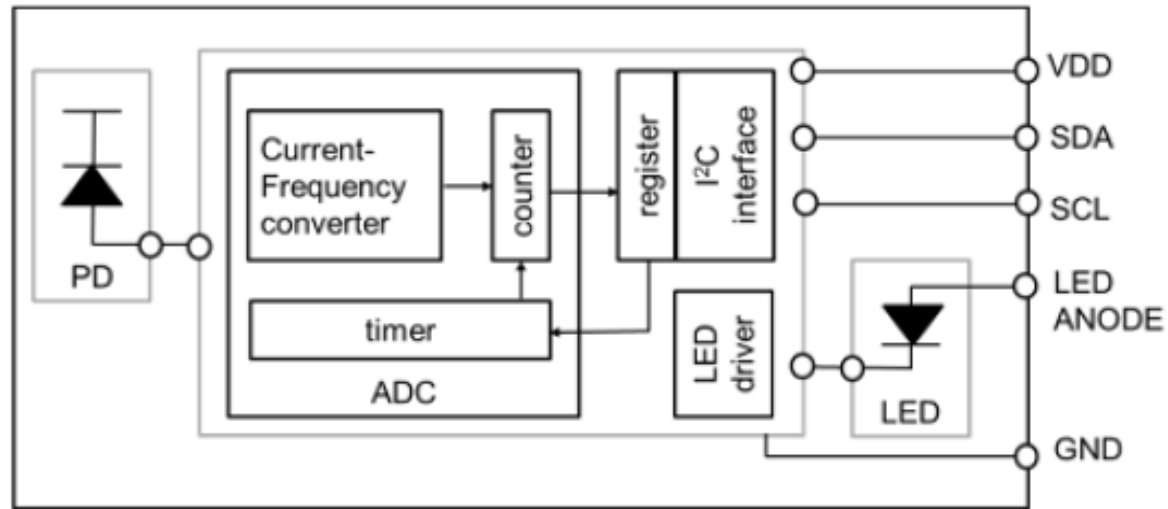 PD
Current-
Frequency
converter
counter
timer
ADC
register
I²C
interface
LED
driver
LED
VDD
SDA
SCL
LED
ANODE
GND